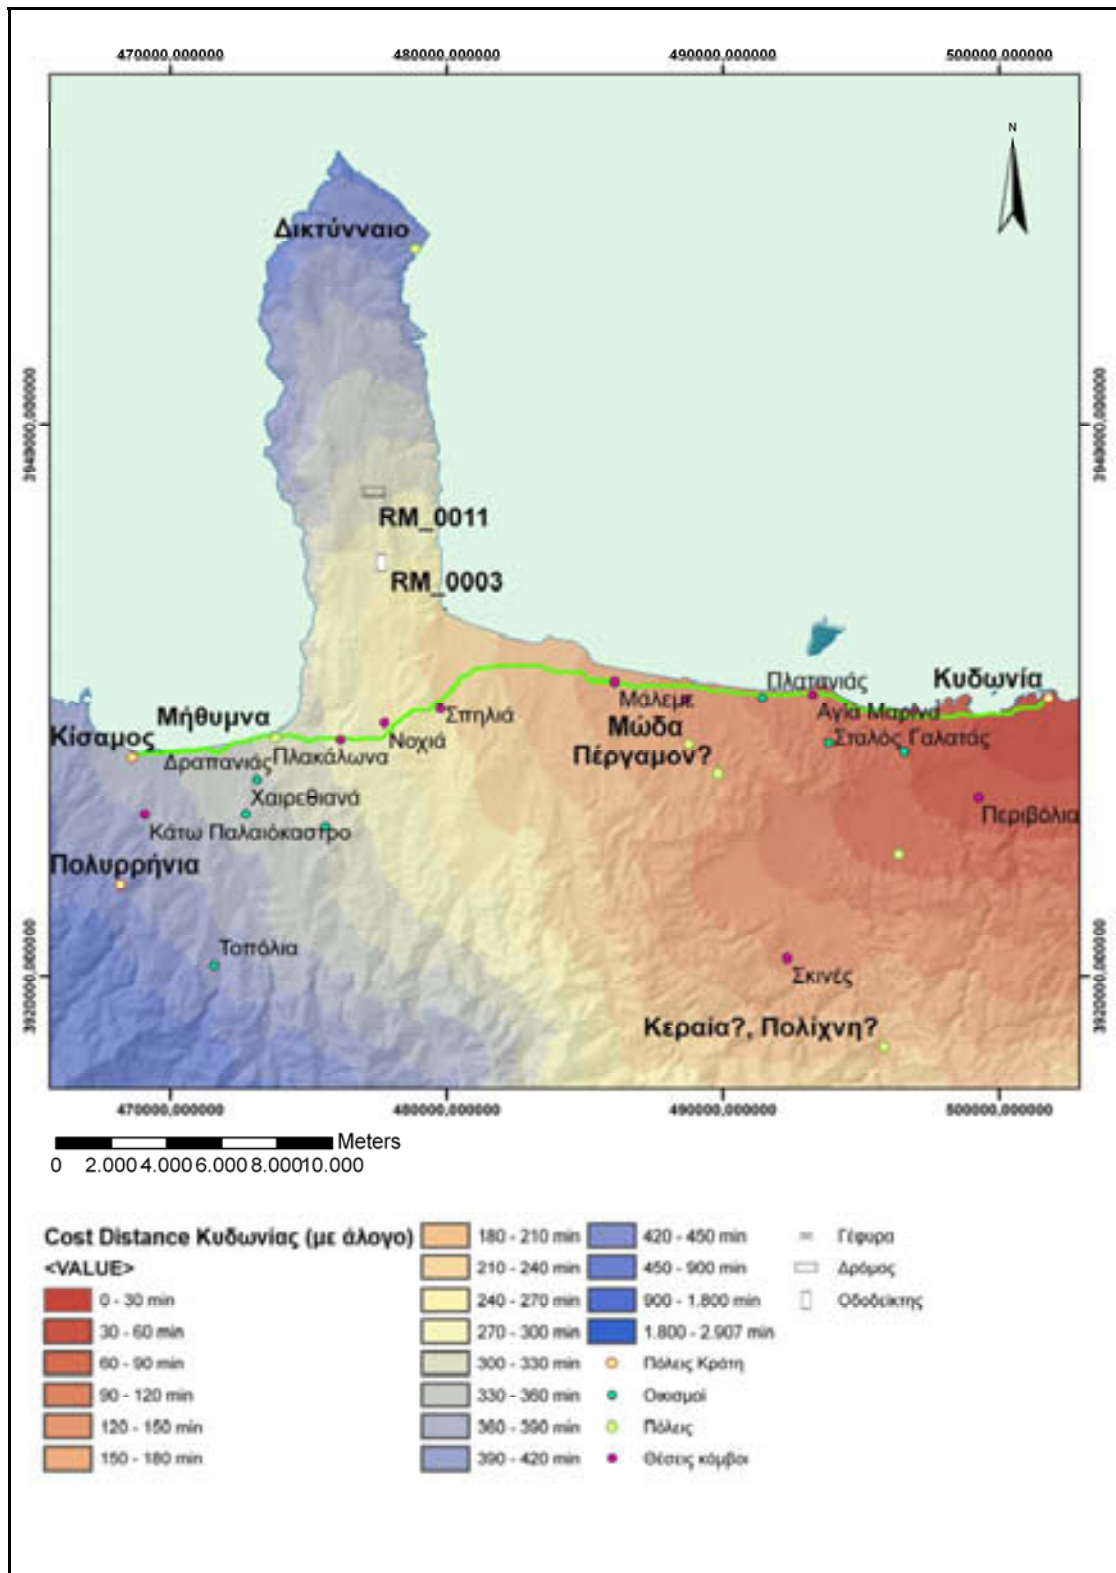 470000,000000 480000,000000 490000,000000 500000,000000
N
Δικτύνναιο
3940000,000000 3940000,000000
RM_0011
RM_0003
Κυδωνία
Πλατανιάς
Μάλεμε
Αγία Μαρίνα
Μήθυμνα
Σπηλιά
Μώδα
Κίσαμος
Νοχιά
Σταλός Γαλατάς
Πέργαμον?
Δραπανιάς Πλακάλωνα
Χαιρεθιανά
Περιβόλια
Κάτω Παλαιόκαστρο
Πολυρρήνια
Τοπόλια
Σκινές
3920000,000000 3920000,000000
Κεραία?, Πολίχνη?
470000,000000 480000,000000 490000,000000 500000,000000
Meters
0 2.000 4.000 6.000 8.000 10.000
Cost Distance Κυδωνίας (με άλογο)
<VALUE>
0 - 30 min
30 - 60 min
60 - 90 min
90 - 120 min
120 - 150 min
150 - 180 min
180 - 210 min
210 - 240 min
240 - 270 min
270 - 300 min
300 - 330 min
330 - 360 min
360 - 390 min
390 - 420 min
420 - 450 min
450 - 900 min
900 - 1.800 min
1.800 - 2.907 min
Πόλεις Κράτη
Οικισμοί
Πόλεις
Θέσεις κόμβοι
Γέφυρα
Δρόμος
Οδοδείκτης